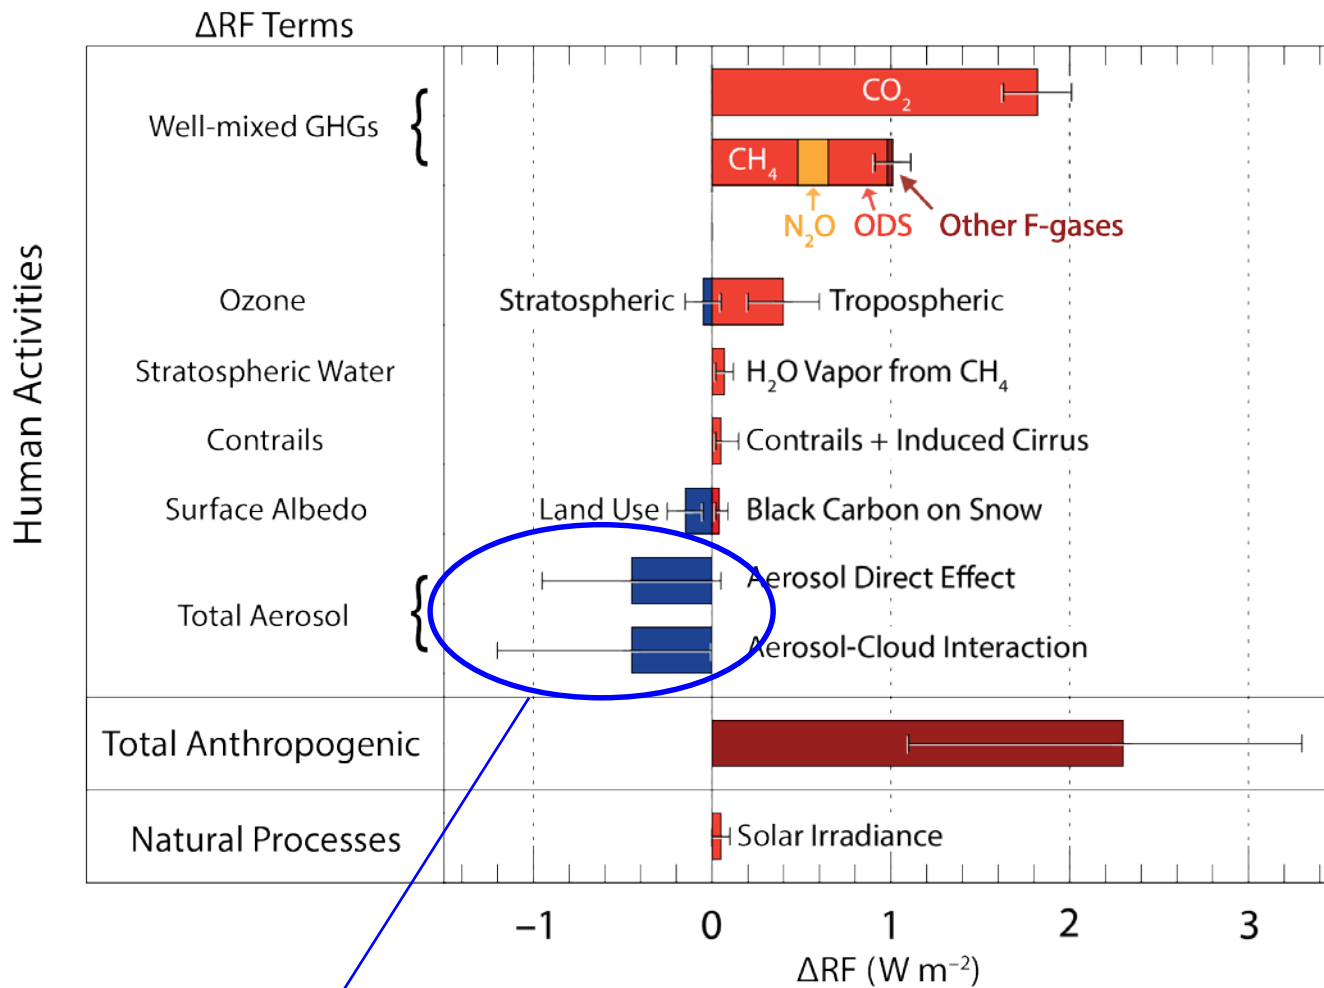 ΔRF Terms
Human Activities
Well-mixed GHGs {
CO₂
CH₄
N₂O ODS Other F-gases
Ozone Stratospheric Tropospheric
Stratospheric Water H₂O Vapor from CH₄
Contrails Contrails + Induced Cirrus
Surface Albedo Land Use Black Carbon on Snow
Total Aerosol { Aerosol Direct Effect
Aerosol-Cloud Interaction
Total Anthropogenic
Natural Processes Solar Irradiance
−1 0 1 2 3
ΔRF (W m⁻²)